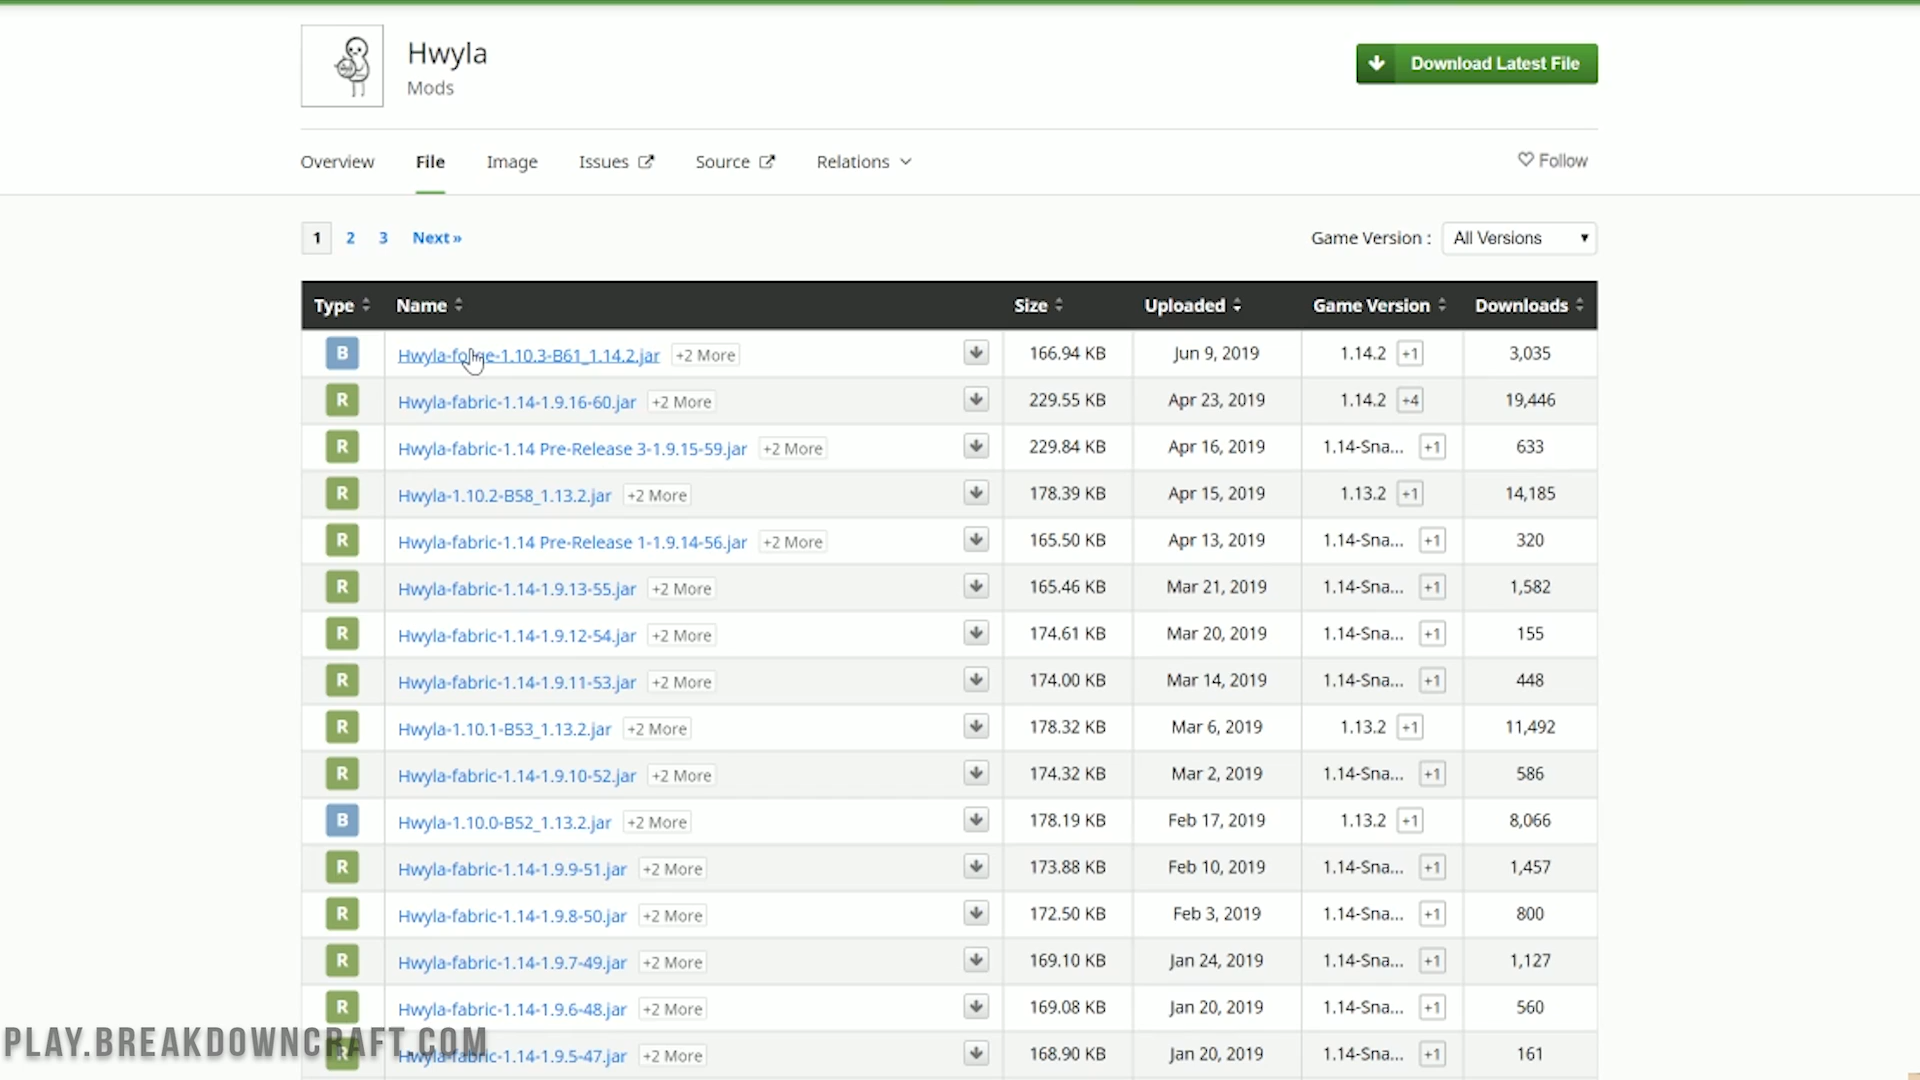 Hwyla
Mods
Download Latest File
Overview File Image Issues Source Relations
Follow
1 2 3 Next »
Game Version : All Versions
Type Name Size Uploaded Game Version Downloads
B Hwyla-forge-1.10.3-B61_1.14.2.jar +2 More 166.94 KB Jun 9, 2019 1.14.2 +1 3,035
R Hwyla-fabric-1.14-1.9.16-60.jar +2 More 229.55 KB Apr 23, 2019 1.14.2 +4 19,446
R Hwyla-fabric-1.14 Pre-Release 3-1.9.15-59.jar +2 More 229.84 KB Apr 16, 2019 1.14-Sna... +1 633
R Hwyla-1.10.2-B58_1.13.2.jar +2 More 178.39 KB Apr 15, 2019 1.13.2 +1 14,185
R Hwyla-fabric-1.14 Pre-Release 1-1.9.14-56.jar +2 More 165.50 KB Apr 13, 2019 1.14-Sna... +1 320
R Hwyla-fabric-1.14-1.9.13-55.jar +2 More 165.46 KB Mar 21, 2019 1.14-Sna... +1 1,582
R Hwyla-fabric-1.14-1.9.12-54.jar +2 More 174.61 KB Mar 20, 2019 1.14-Sna... +1 155
R Hwyla-fabric-1.14-1.9.11-53.jar +2 More 174.00 KB Mar 14, 2019 1.14-Sna... +1 448
R Hwyla-1.10.1-B53_1.13.2.jar +2 More 178.32 KB Mar 6, 2019 1.13.2 +1 11,492
R Hwyla-fabric-1.14-1.9.10-52.jar +2 More 174.32 KB Mar 2, 2019 1.14-Sna... +1 586
B Hwyla-1.10.0-B52_1.13.2.jar +2 More 178.19 KB Feb 17, 2019 1.13.2 +1 8,066
R Hwyla-fabric-1.14-1.9.9-51.jar +2 More 173.88 KB Feb 10, 2019 1.14-Sna... +1 1,457
R Hwyla-fabric-1.14-1.9.8-50.jar +2 More 172.50 KB Feb 3, 2019 1.14-Sna... +1 800
R Hwyla-fabric-1.14-1.9.7-49.jar +2 More 169.10 KB Jan 24, 2019 1.14-Sna... +1 1,127
R Hwyla-fabric-1.14-1.9.6-48.jar +2 More 169.08 KB Jan 20, 2019 1.14-Sna... +1 560
PLAY.BREAKDOWNCRAFT.COM
R Hwyla-fabric-1.14-1.9.5-47.jar +2 More 168.90 KB Jan 20, 2019 1.14-Sna... +1 161